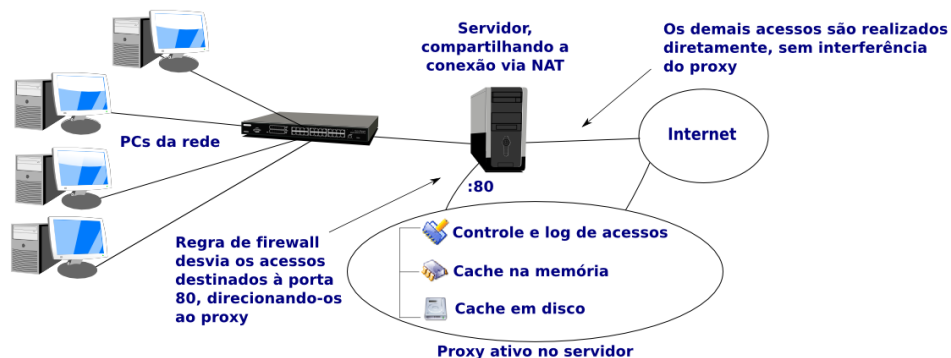 Servidor,
compartilhando a
conexão via NAT
Os demais acessos são realizados
diretamente, sem interferência
do proxy
PCs da rede
Internet
:80
Regra de firewall
desvia os acessos
destinados à porta
80, direcionando-os
ao proxy
Controle e log de acessos
Cache na memória
Cache em disco
Proxy ativo no servidor